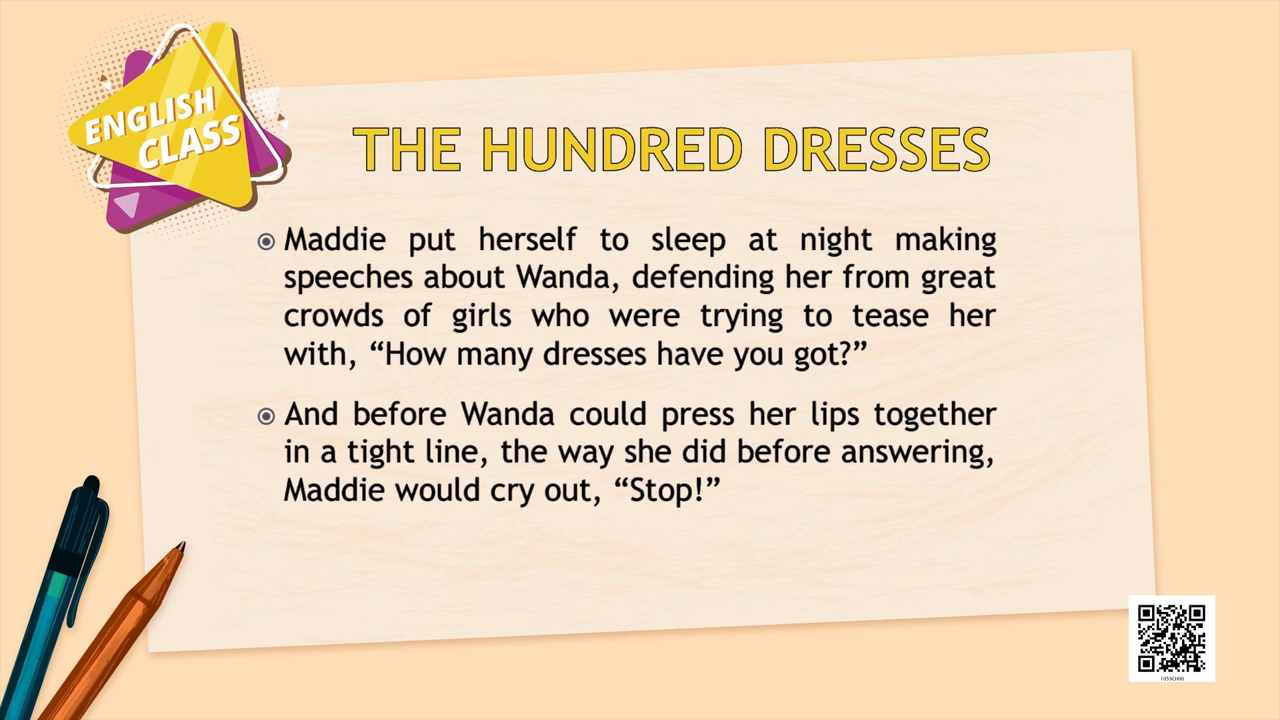 ENGLISH
CLASS
THE HUNDRED DRESSES
Maddie put herself to sleep at night making
speeches about Wanda, defending her from great
crowds of girls who were trying to tease her
with, “How many dresses have you got?”
And before Wanda could press her lips together
in a tight line, the way she did before answering,
Maddie would cry out, “Stop!”
1059CH06